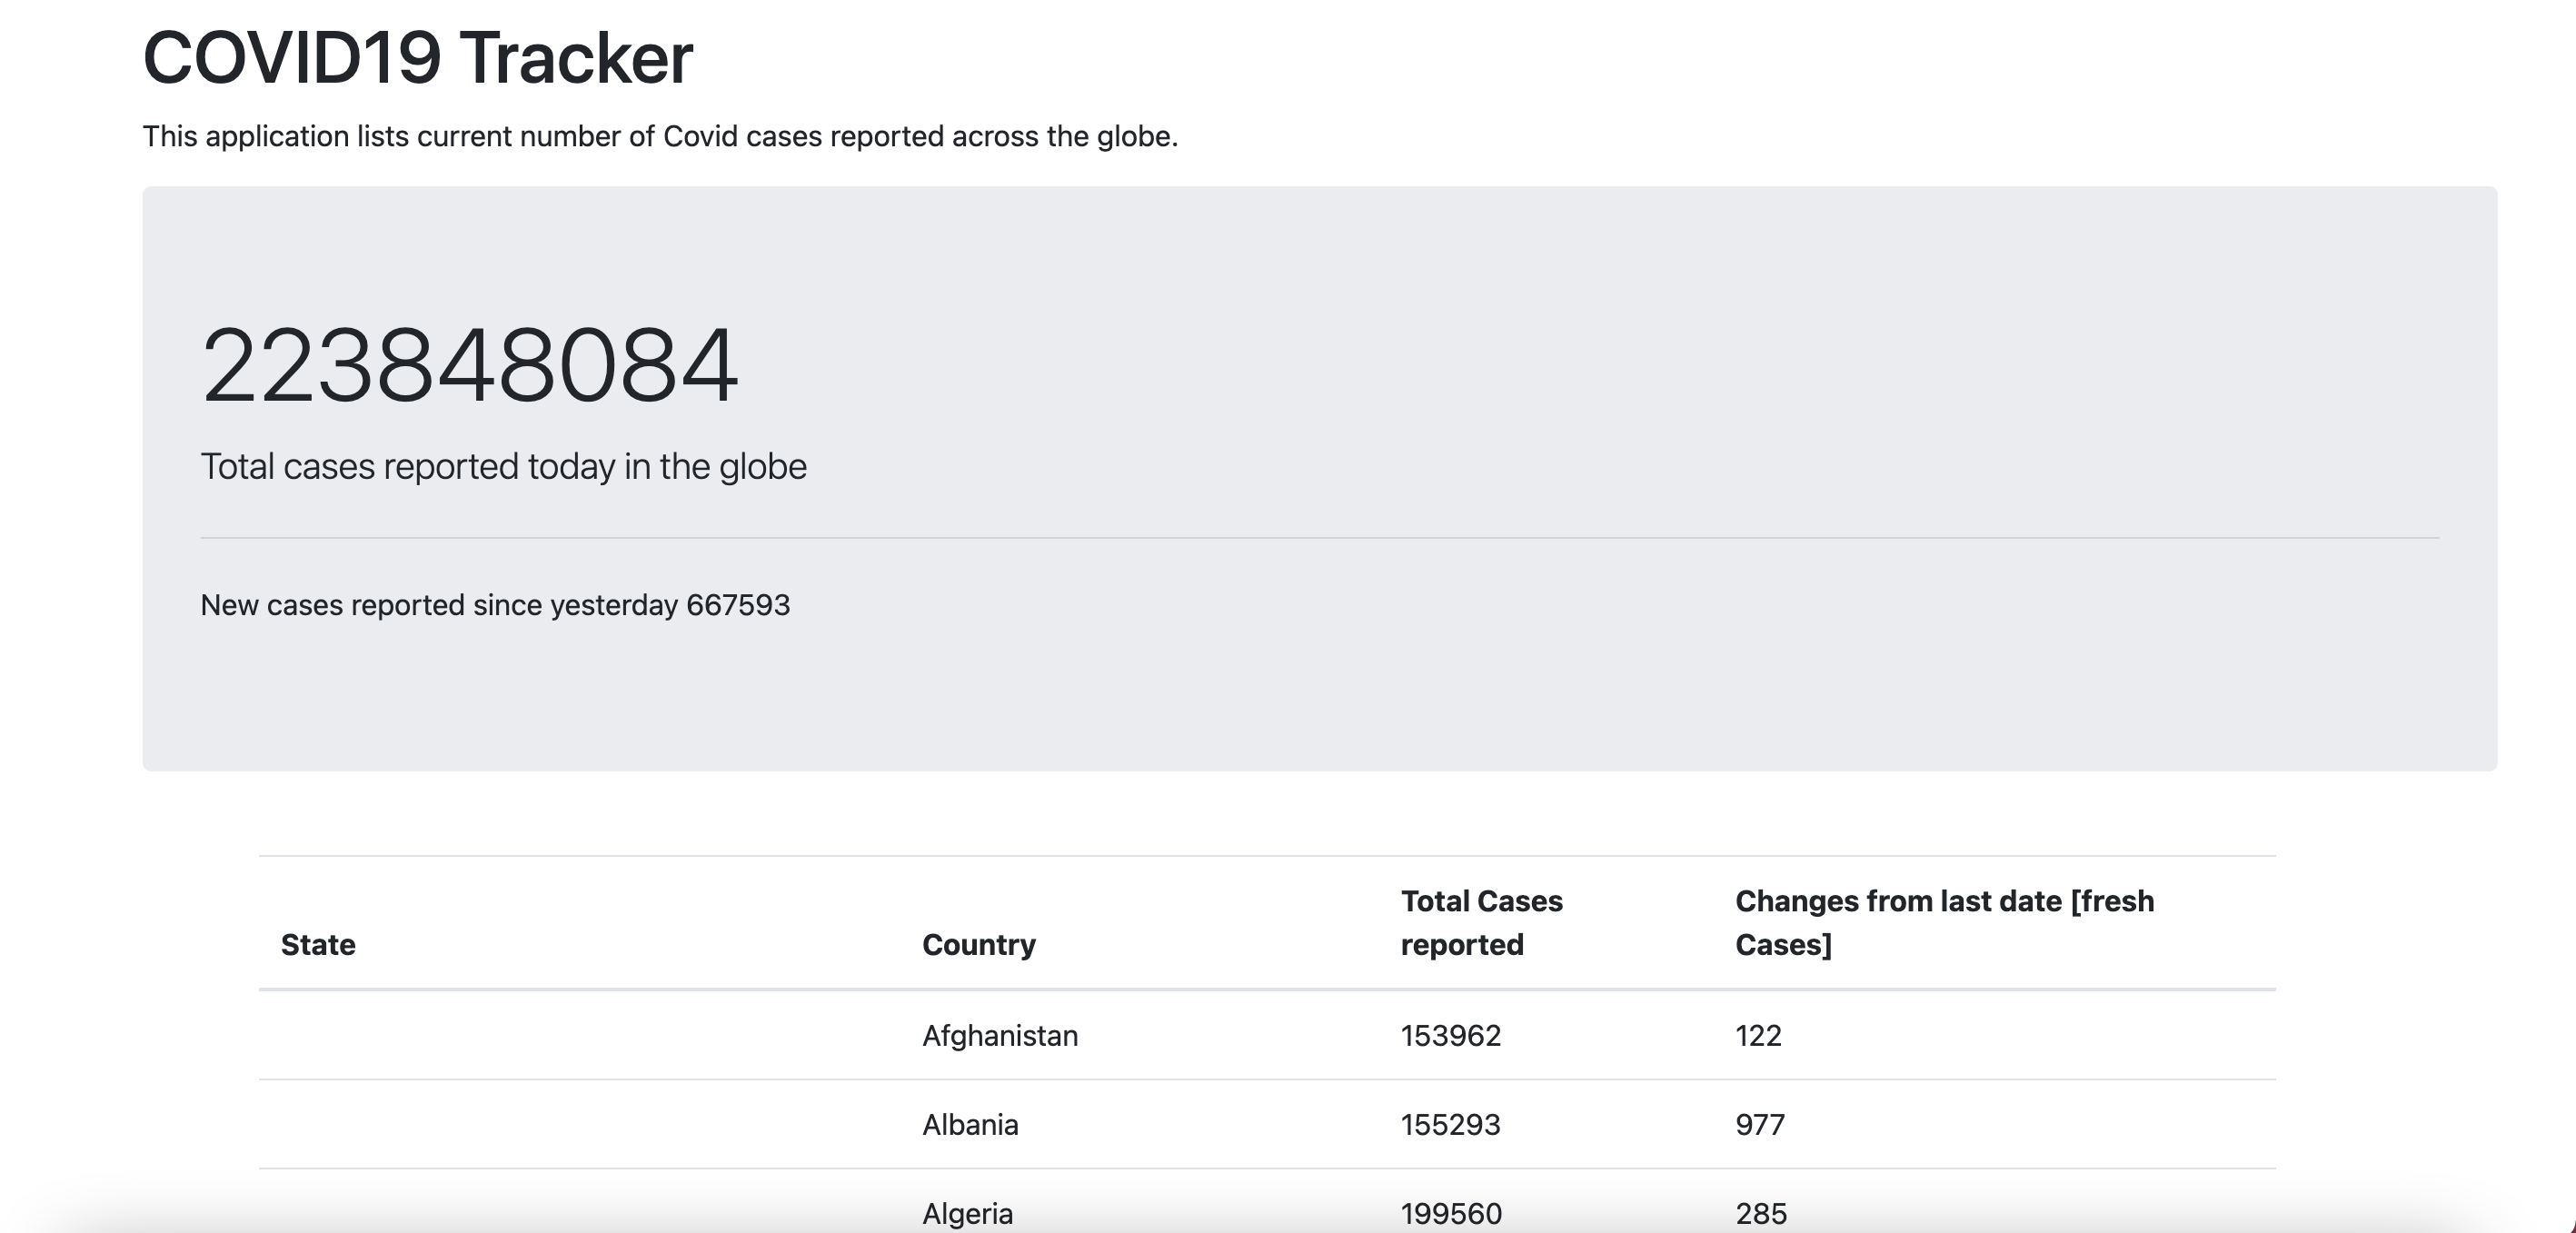 COVID19 Tracker
This application lists current number of Covid cases reported across the globe.
223848084
Total cases reported today in the globe
New cases reported since yesterday 667593
State Country Total Cases reported Changes from last date [fresh Cases]
Afghanistan 153962 122
Albania 155293 977
Algeria 199560 285